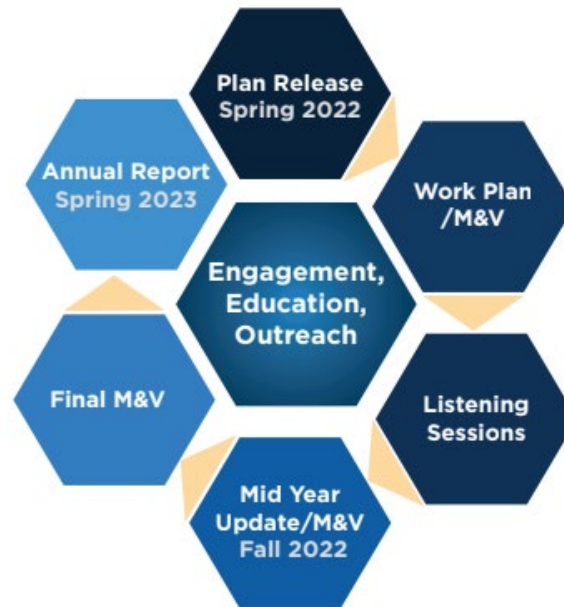 Plan Release
Spring 2022
Work Plan
/M&V
Listening
Sessions
Mid Year
Update/M&V
Fall 2022
Final M&V
Annual Report
Spring 2023
Engagement,
Education,
Outreach